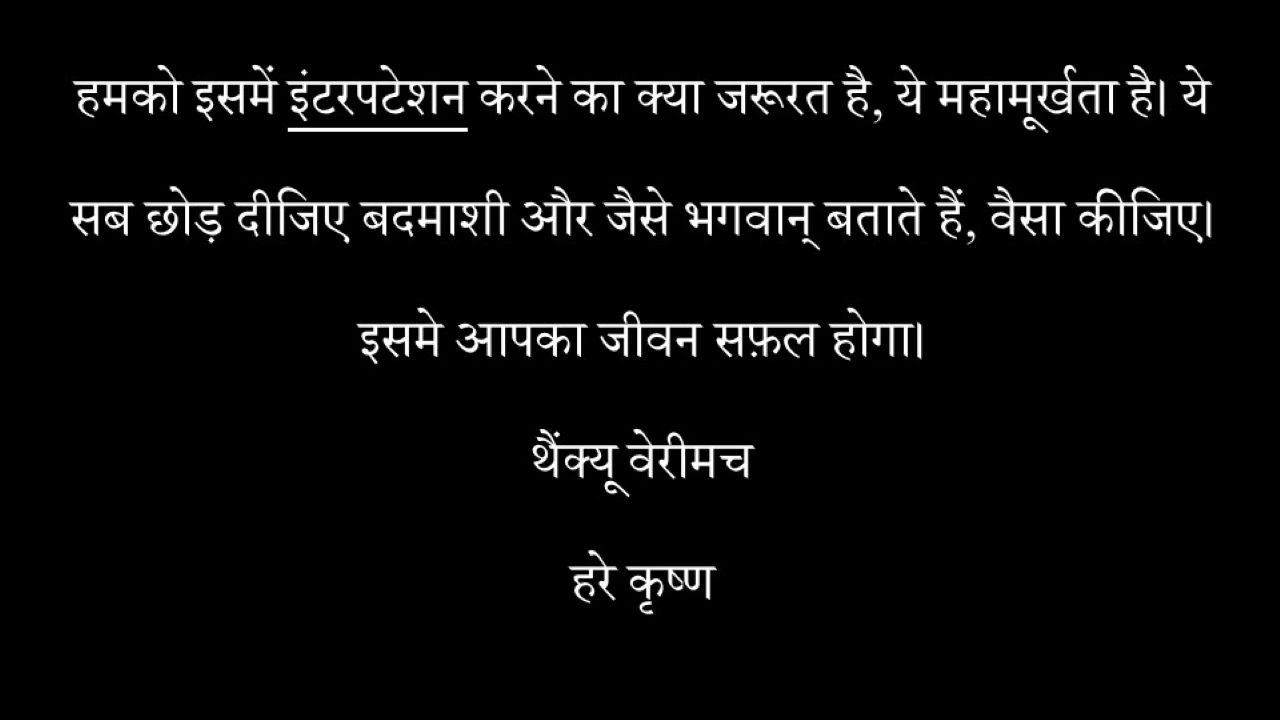 हमको इसमें इंटरपटेशन करने का क्या जरूरत है, ये महामूर्खता है। ये
सब छोड़ दीजिए बदमाशी और जैसे भगवान् बताते हैं, वैसा कीजिए।
इसमे आपका जीवन सफ़ल होगा।
थैंक्यू वेरीमच
हरे कृष्ण